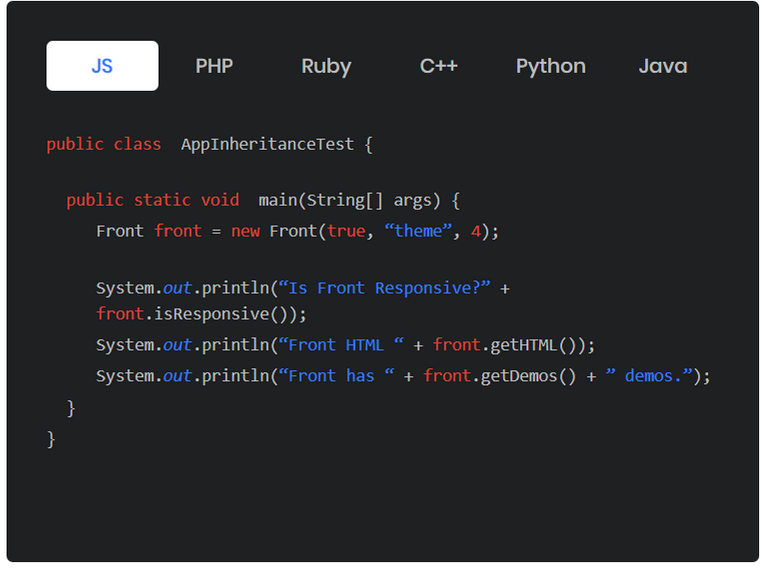 JS PHP Ruby C++ Python Java
public class AppInheritanceTest {
public static void main(String[] args) {
Front front = new Front(true, “theme”, 4);
System.out.println(“Is Front Responsive?” +
front.isResponsive());
System.out.println(“Front HTML “ + front.getHTML());
System.out.println(“Front has “ + front.getDemos() + ” demos.”);
}
}